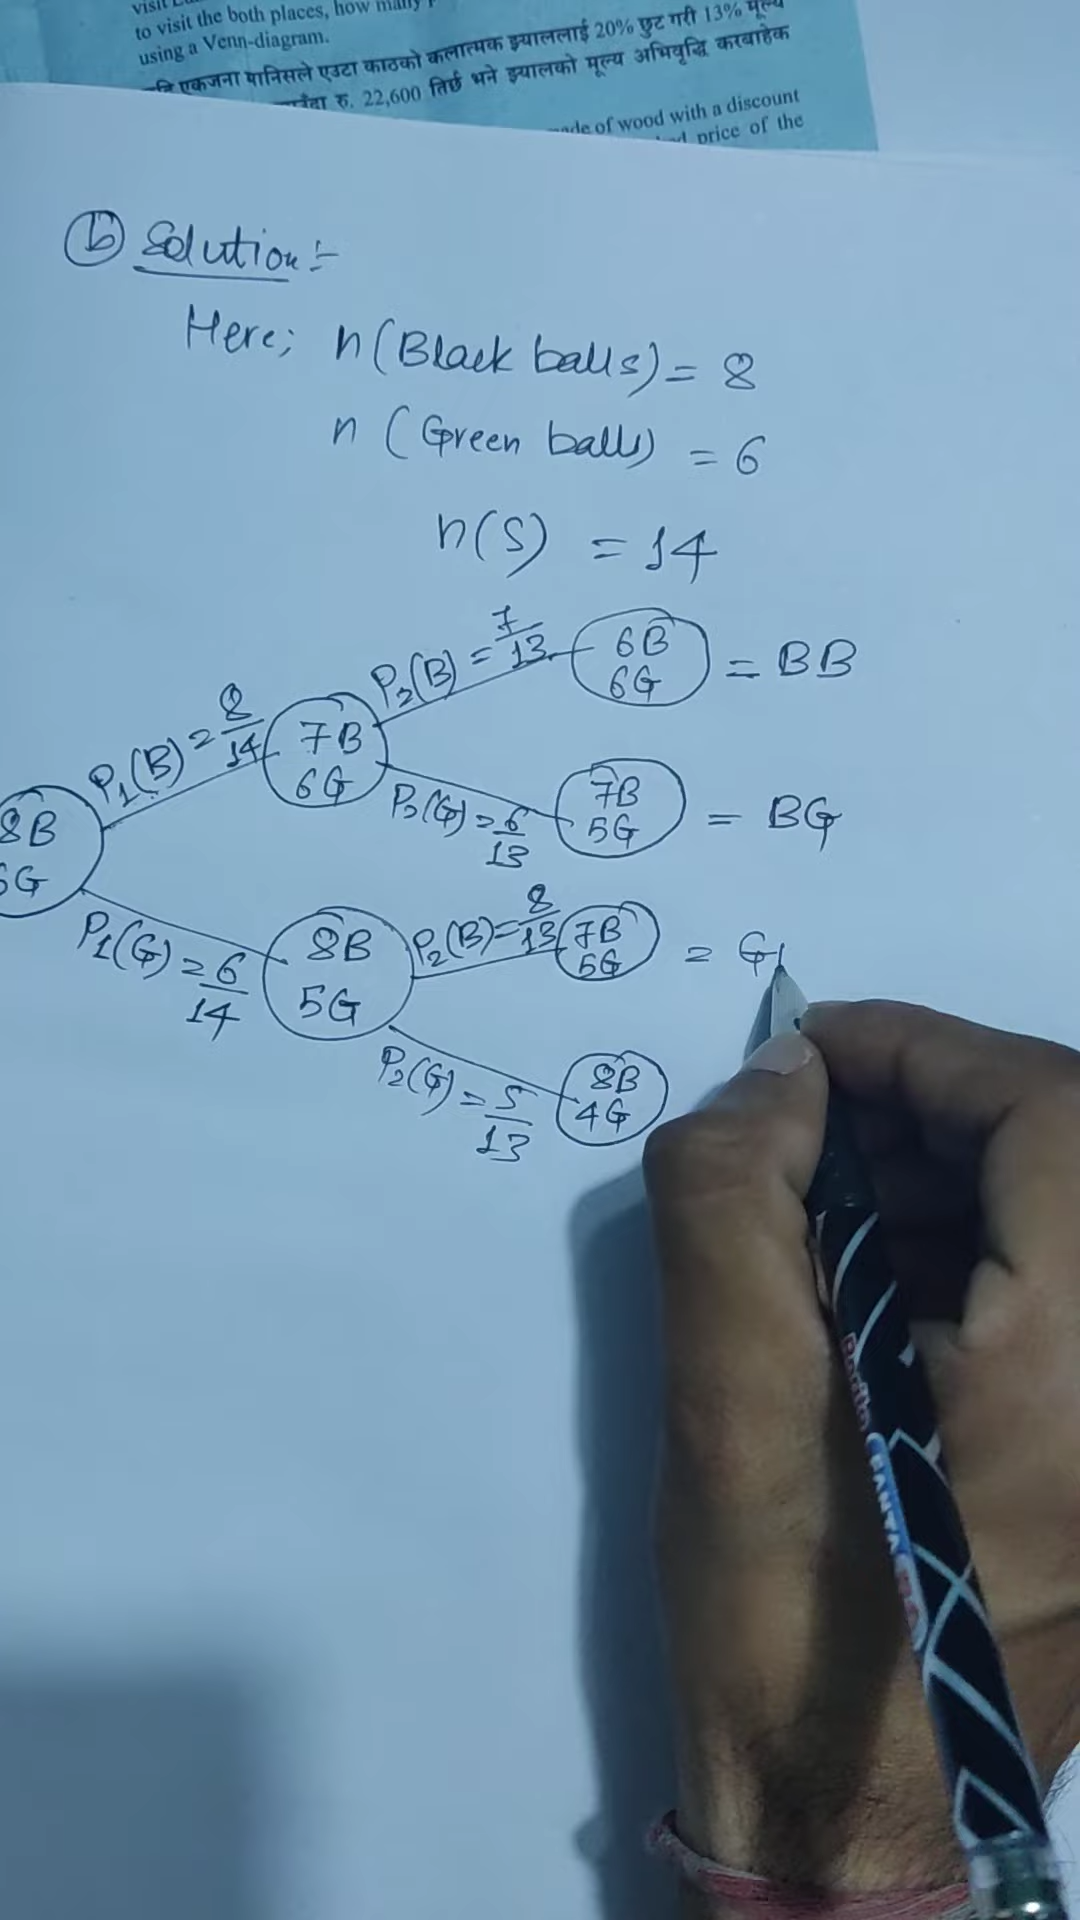 to visit the both places, how many
using a Venn-diagram.
एकजना पानिसले एउटा काठको कलात्मक झ्याललाई 20% छुट गरी 13% मूल्य
रु. 22,600 तिर्छ भने झ्यालको मूल्य अभिवृद्धि करबाहेक
of wood with a discount
price of the
b Solution :-
Here; n(Black balls) = 8
n (Green balls) = 6
n(S) = 14
8B
6G
P₁(B) = 8/14
7B
6G
P₂(B) = 7/13
6B
6G
= BB
P₂(G) = 6/13
7B
5G
= BG
P₁(G) = 6/14
8B
5G
P₂(B) = 8/13
7B
5G
= G
P₂(G) = 5/13
8B
4G